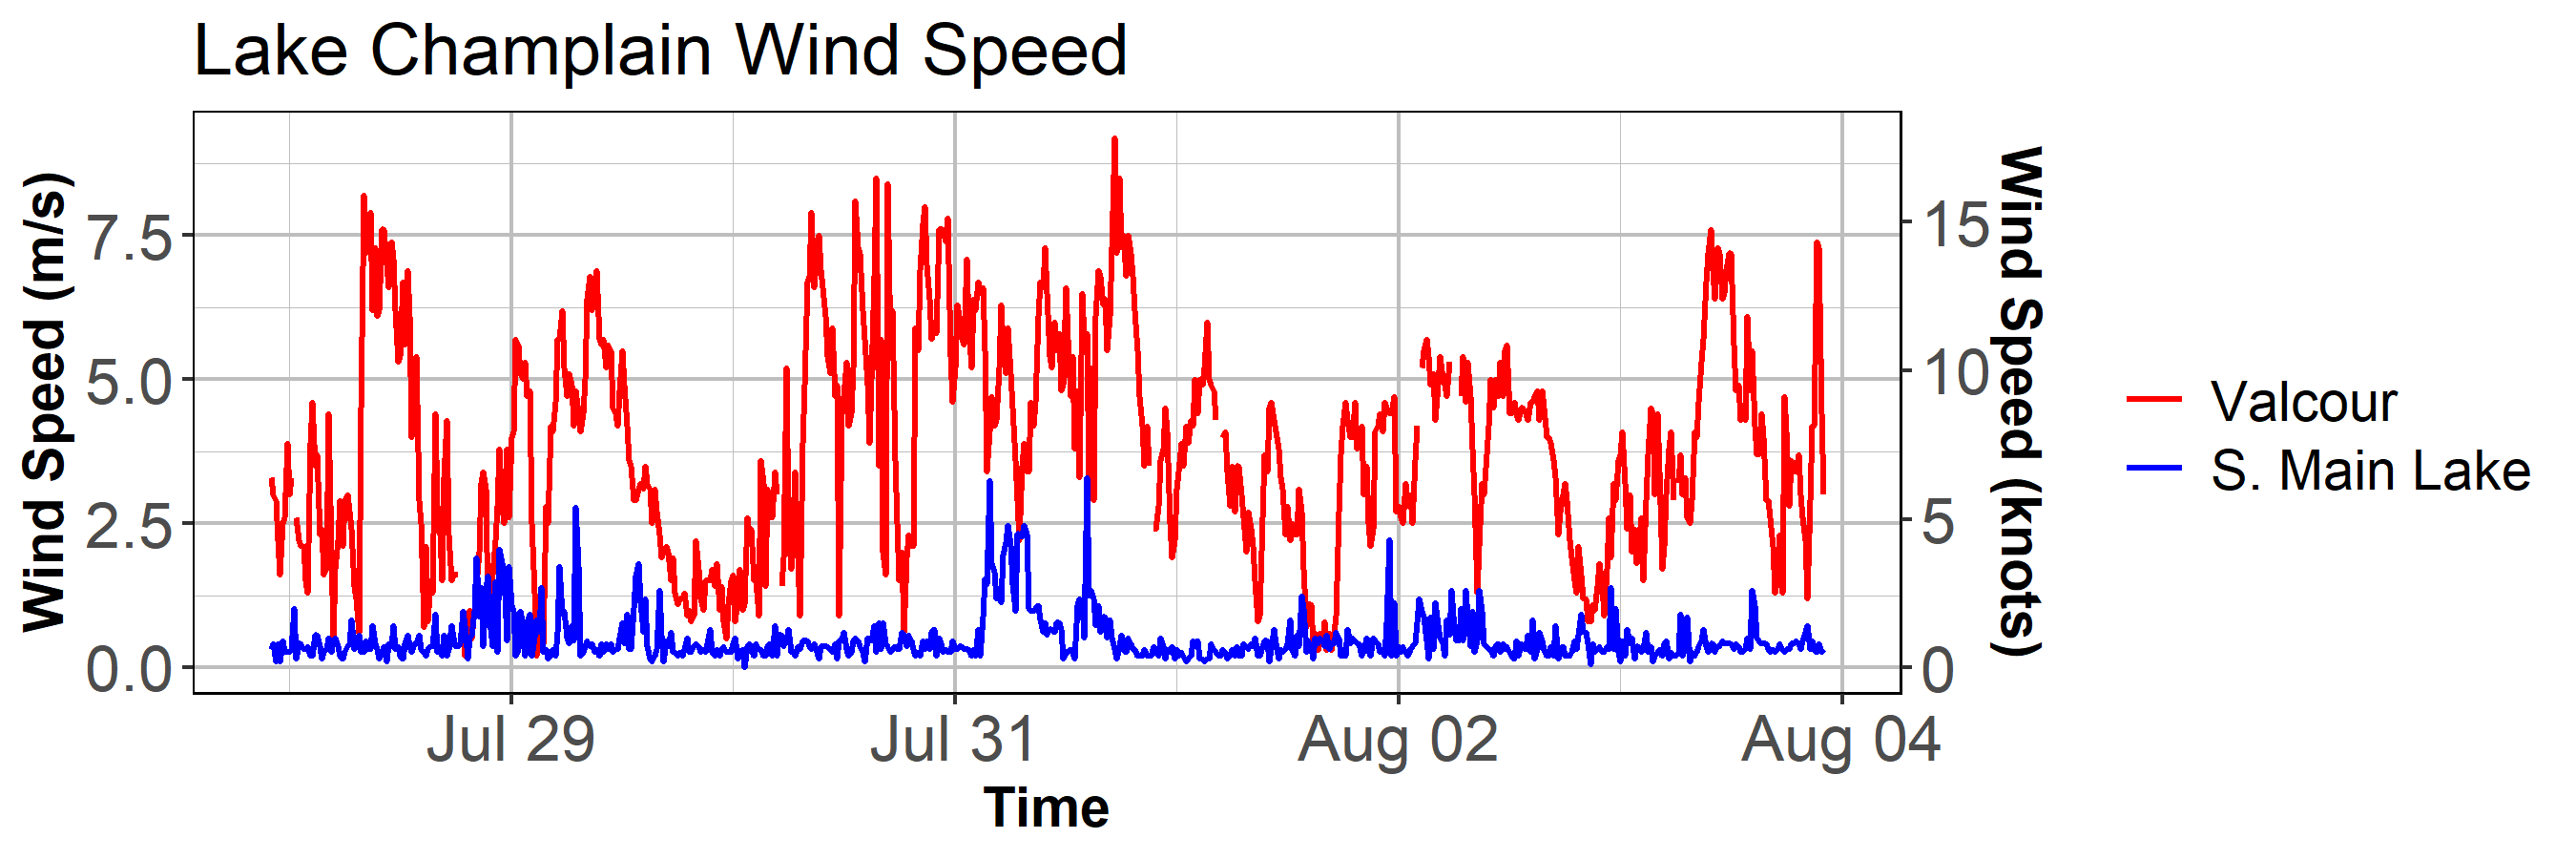 Lake Champlain Wind Speed
Wind Speed (m/s)
7.5
5.0
2.5
0.0
15
10
5
0
Wind Speed (knots)
Jul 29
Jul 31
Aug 02
Aug 04
Time
Valcour
S. Main Lake